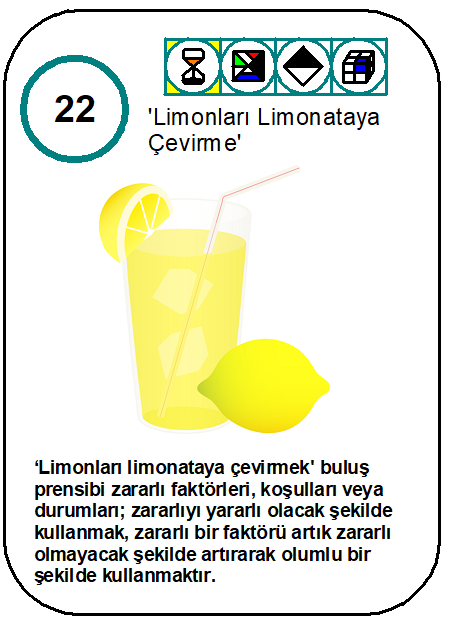 22
'Limonları Limonataya
Çevirme'
‘Limonları limonataya çevirmek' buluş
prensibi zararlı faktörleri, koşulları veya
durumları; zararlıyı yararlı olacak şekilde
kullanmak, zararlı bir faktörü artık zararlı
olmayacak şekilde artırarak olumlu bir
şekilde kullanmaktır.